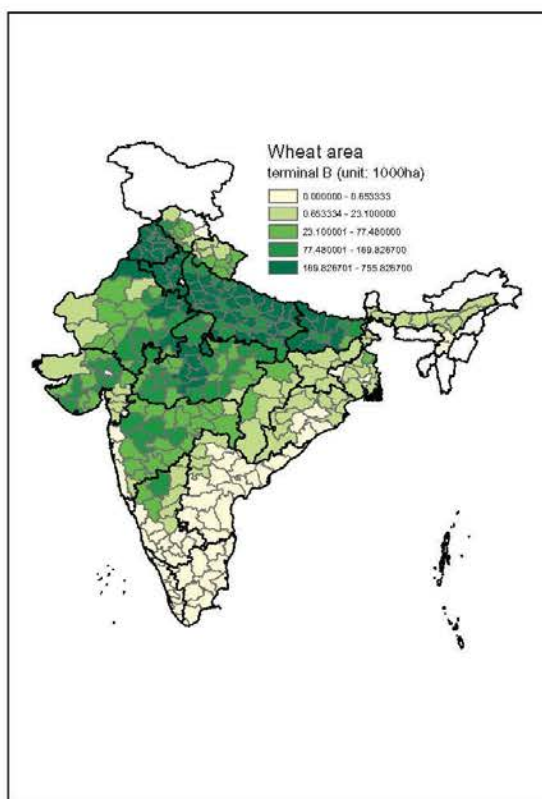 Wheat area
terminal B (unit: 1000ha)
0.000000 - 0.653333
0.653334 - 23.100000
23.100001 - 77.480000
77.480001 - 169.826700
169.826701 - 755.826700